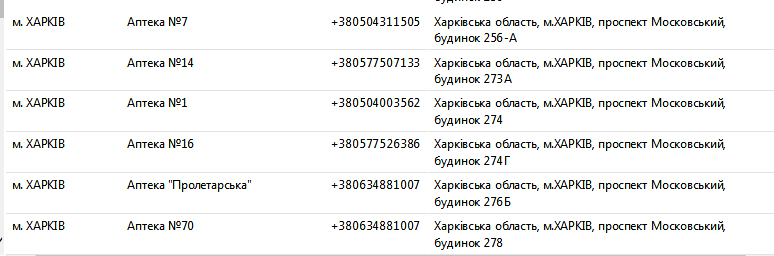 м. ХАРКІВ Аптека №7 +380504311505 Харківська область, м.ХАРКІВ, проспект Московський,
будинок 256-А
м. ХАРКІВ Аптека №14 +380577507133 Харківська область, м.ХАРКІВ, проспект Московський,
будинок 273А
м. ХАРКІВ Аптека №1 +380504003562 Харківська область, м.ХАРКІВ, проспект Московський,
будинок 274
м. ХАРКІВ Аптека №16 +380577526386 Харківська область, м.ХАРКІВ, проспект Московський,
будинок 274Г
м. ХАРКІВ Аптека "Пролетарська" +380634881007 Харківська область, м.ХАРКІВ, проспект Московський,
будинок 276Б
м. ХАРКІВ Аптека №70 +380634881007 Харківська область, м.ХАРКІВ, проспект Московський,
будинок 278